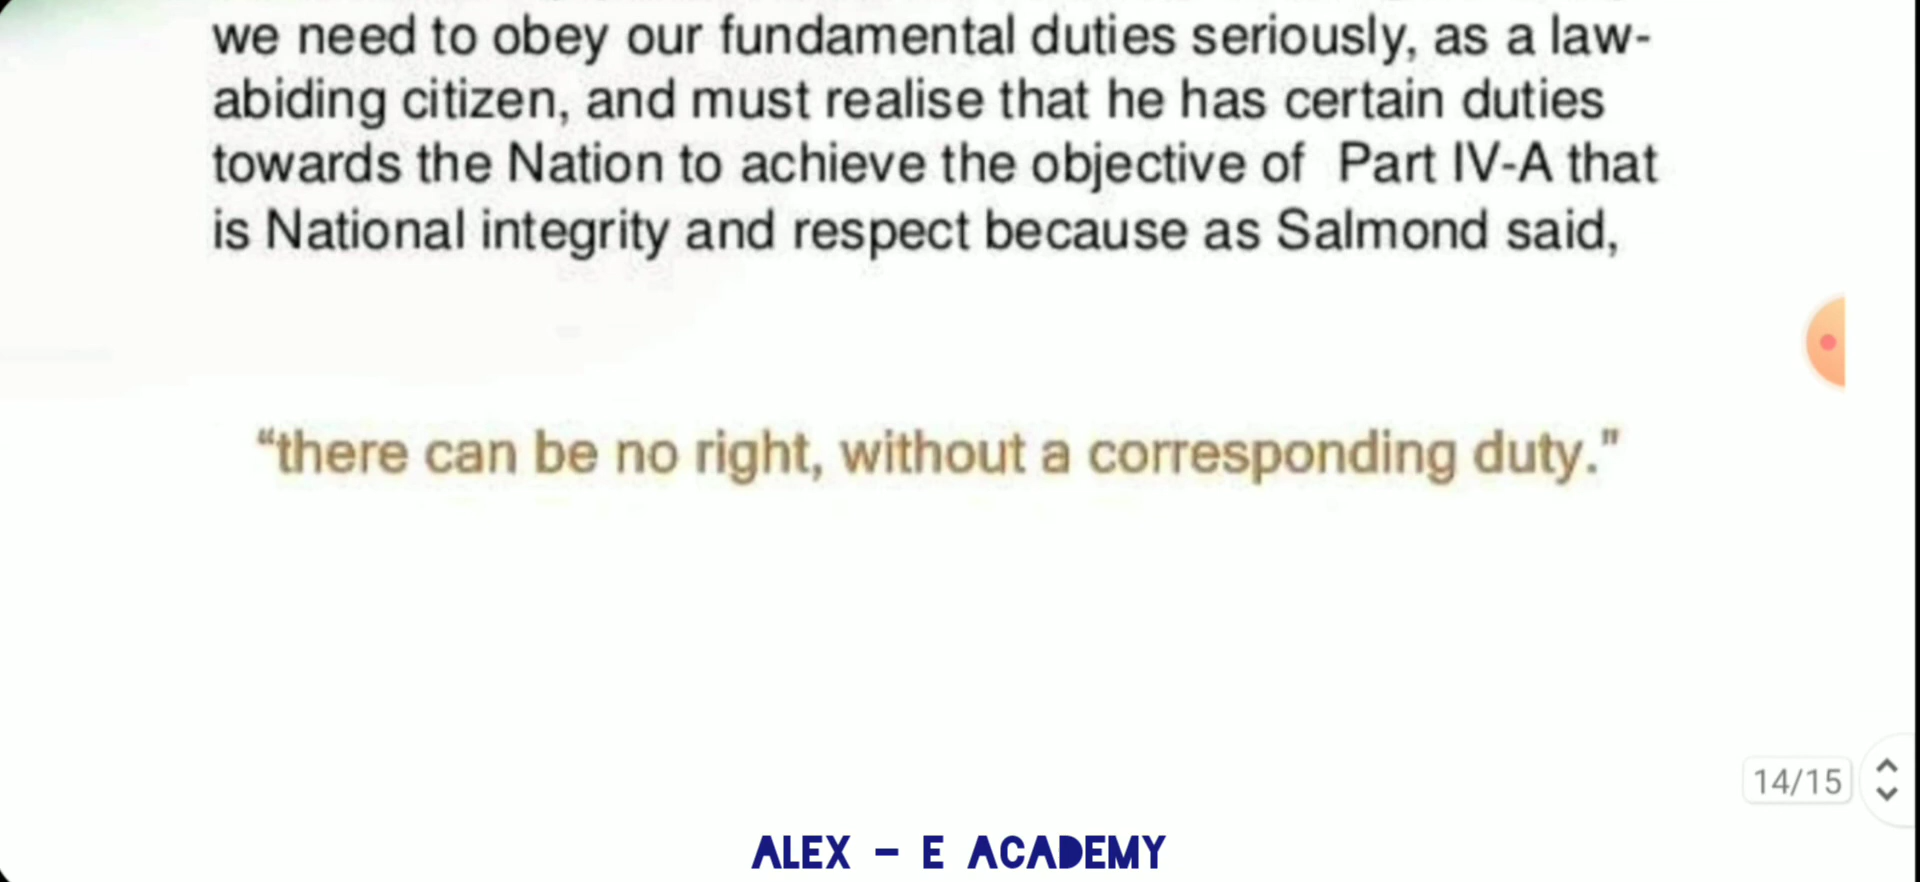 we need to obey our fundamental duties seriously, as a law-
abiding citizen, and must realise that he has certain duties
towards the Nation to achieve the objective of Part IV-A that
is National integrity and respect because as Salmond said,
“there can be no right, without a corresponding duty.”
14/15
ALEX - E ACADEMY